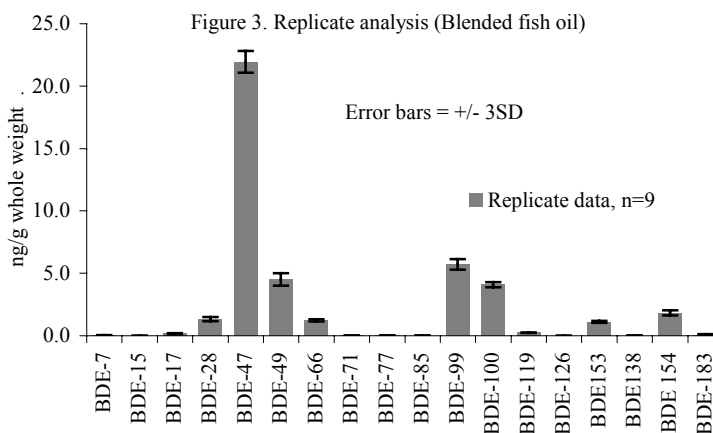 Figure 3. Replicate analysis (Blended fish oil)
25.0
20.0
15.0
10.0
5.0
0.0
ng/g whole weight .
Error bars = +/- 3SD
Replicate data, n=9
BDE-7
BDE-15
BDE-17
BDE-28
BDE-47
BDE-49
BDE-66
BDE-71
BDE-77
BDE-85
BDE-99
BDE-100
BDE-119
BDE-126
BDE153
BDE138
BDE 154
BDE-183